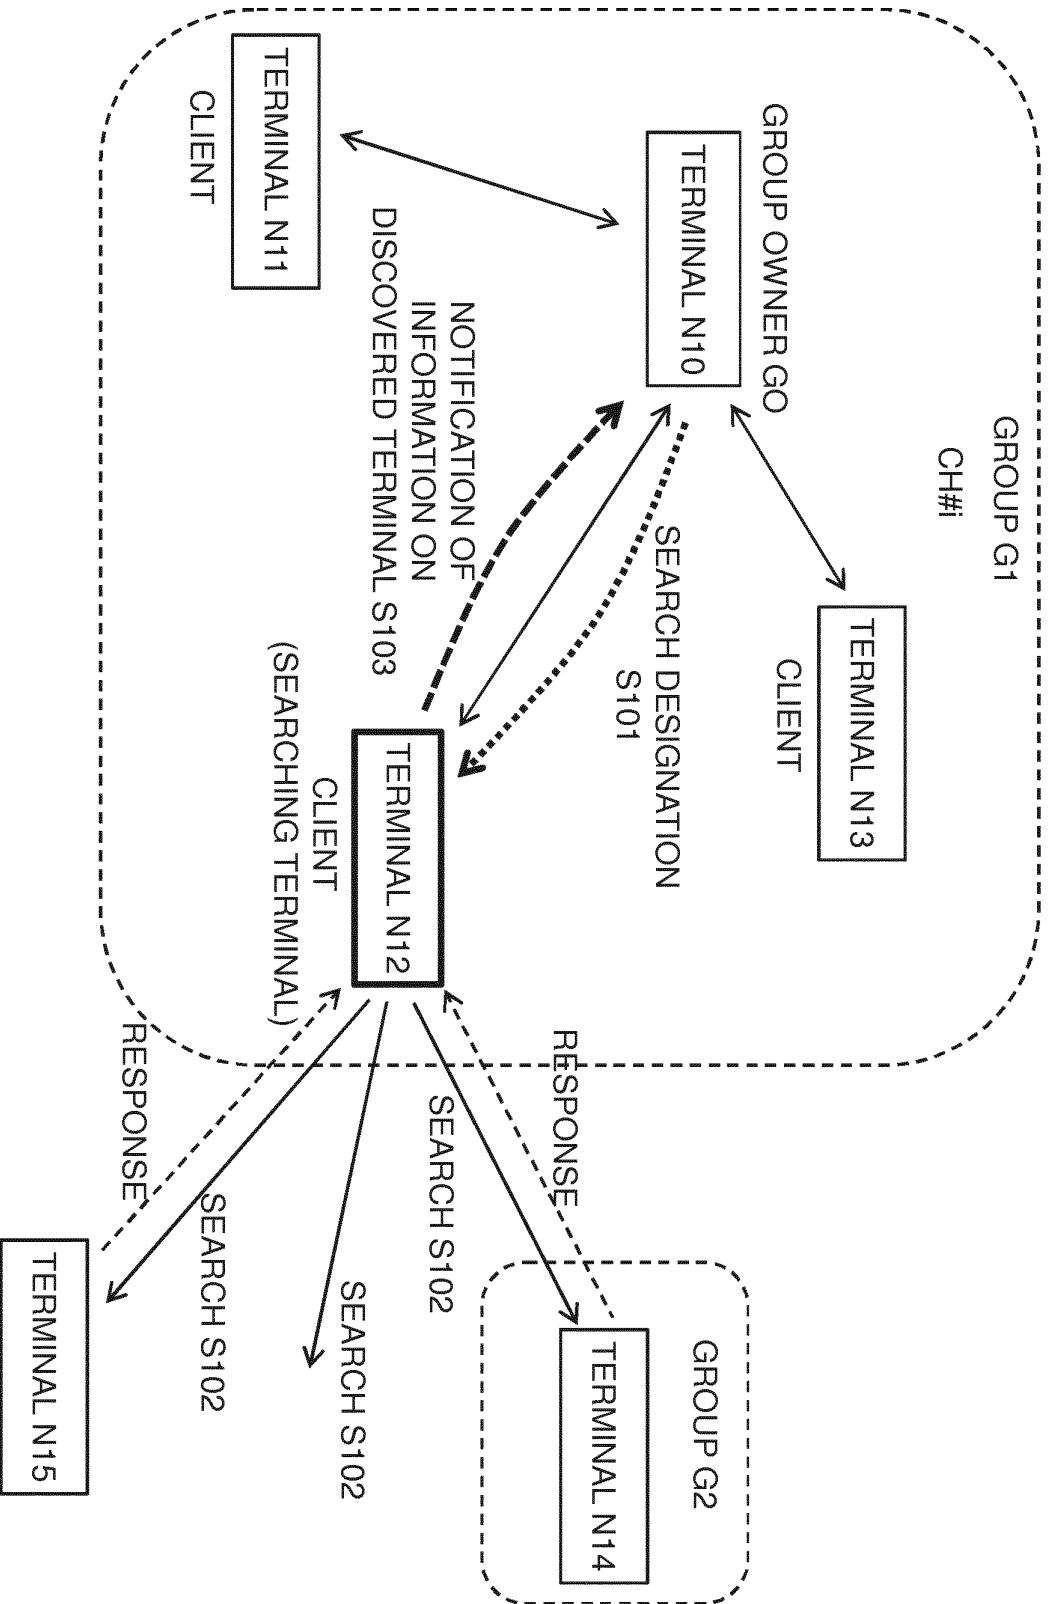 GROUP G1
CH#i
GROUP OWNER GO
TERMINAL N10
TERMINAL N13
CLIENT
SEARCH DESIGNATION
S101
NOTIFICATION OF
INFORMATION ON
DISCOVERED TERMINAL S103
TERMINAL N11
CLIENT
TERMINAL N12
CLIENT
(SEARCHING TERMINAL)
GROUP G2
TERMINAL N14
RESPONSE
SEARCH S102
SEARCH S102
SEARCH S102
RESPONSE
TERMINAL N15